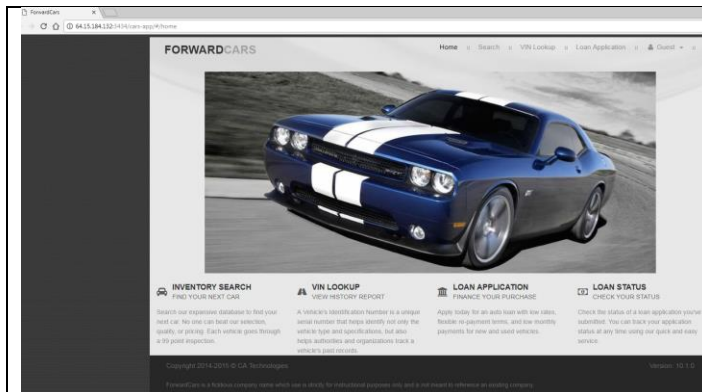 ForwardCars
64.15.184.132:3434/cars-app/#/home
FORWARDCARS
Home Search VIN Lookup Loan Application Guest
INVENTORY SEARCH
FIND YOUR NEXT CAR
Search our expansive database to find your
next car. No one can beat our selection,
quality, or pricing. Each vehicle goes through
a 99 point inspection.
VIN LOOKUP
VIEW HISTORY REPORT
A Vehicle's Identification Number is a unique
serial number that helps identify not only the
vehicle type and specifications, but also
helps authorities and organizations track a
vehicle's past records.
LOAN APPLICATION
FINANCE YOUR PURCHASE
Apply today for an auto loan with low rates,
flexible re-payment terms, and low monthly
payments for new and used vehicles.
LOAN STATUS
CHECK YOUR STATUS
Check the status of a loan application you've
submitted. You can track your application
status at any time using our quick and easy
service.
Copyright 2014-2015 © CA Technologies
Version: 10.1.0
ForwardCars is a fictitious company name which use is strictly for instructional purposes only and is not meant to reference an existing company.